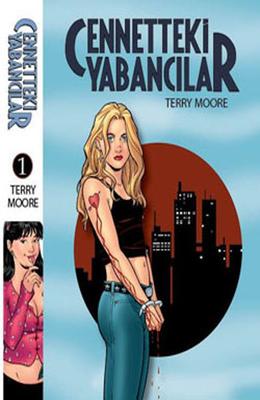 CENNETTEKİ
YABANCILAR
1
TERRY
MOORE
CENNETTEKİ
YABANCILAR
TERRY MOORE